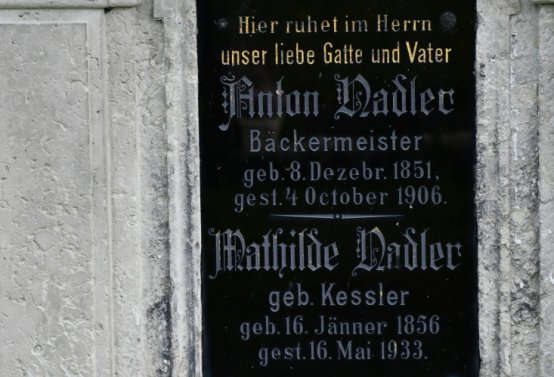 Hier ruhet im Herrn
unser liebe Gatte und Vater
Anton Nadler
Bäckermeister
geb. 8. Dezebr. 1851,
gest. 4 October 1906.
Mathilde Nadler
geb. Kessler
geb. 16. Jänner 1856
gest. 16. Mai 1933.